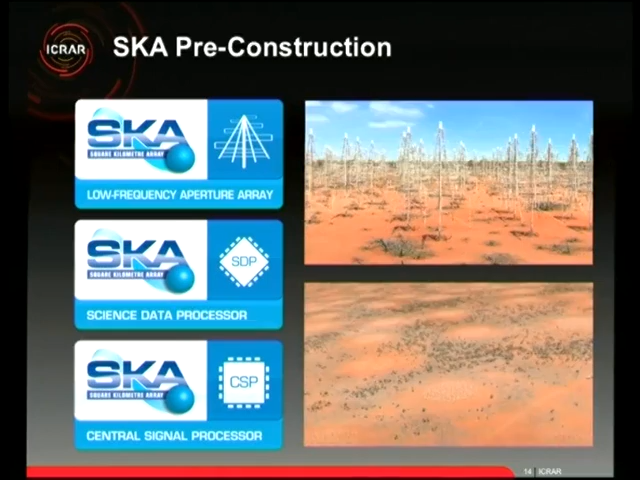 ICRAR
SKA Pre-Construction
SKA
SQUARE KILOMETRE ARRAY
LOW-FREQUENCY APERTURE ARRAY
SKA
SQUARE KILOMETRE ARRAY
SDP
SCIENCE DATA PROCESSOR
SKA
SQUARE KILOMETRE ARRAY
CSP
CENTRAL SIGNAL PROCESSOR
14 | ICRAR